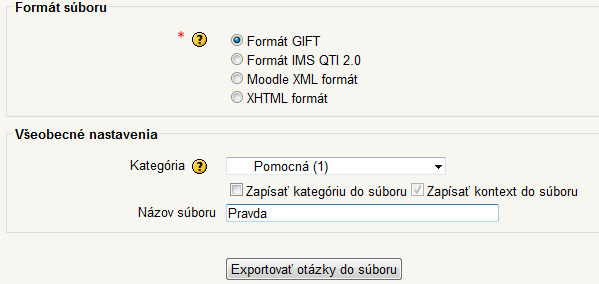 Formát súboru
* Formát GIFT
Formát IMS QTI 2.0
Moodle XML formát
XHTML formát
Všeobecné nastavenia
Kategória Pomocná (1)
Zapísať kategóriu do súboru Zapísať kontext do súboru
Názov súboru Pravda
Exportovať otázky do súboru